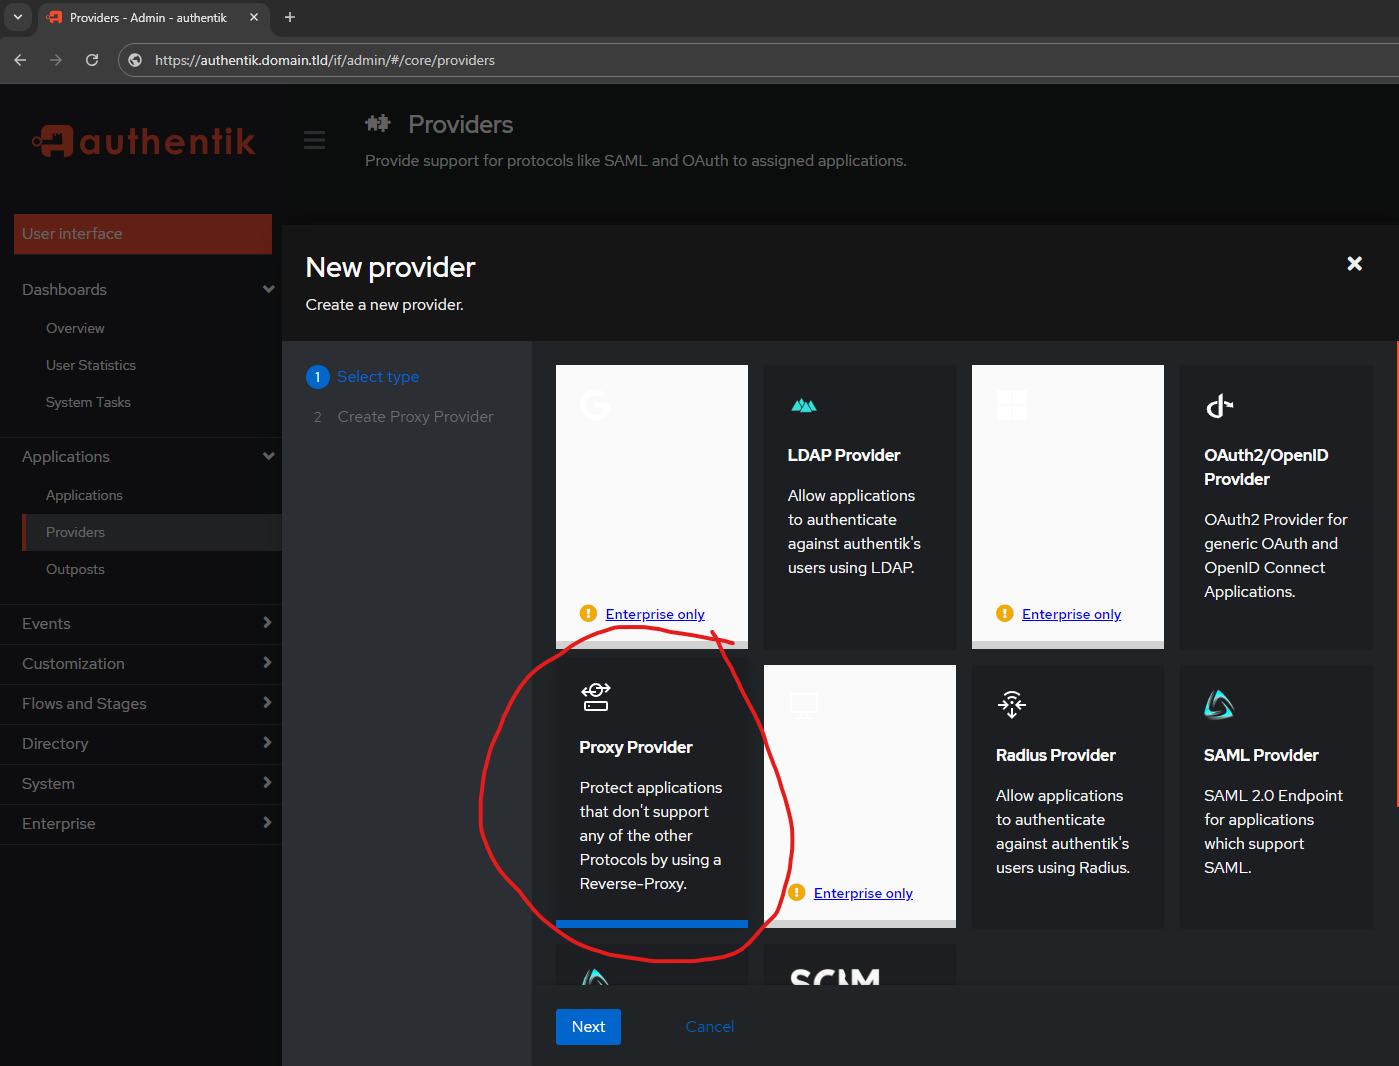 Providers - Admin - authentik
https://authentik.domain.tld/if/admin/#/core/providers
authentik
Providers
Provide support for protocols like SAML and OAuth to assigned applications.
User interface
Dashboards
Overview
User Statistics
System Tasks
Applications
Applications
Providers
Outposts
Events
Customization
Flows and Stages
Directory
System
Enterprise
New provider
Create a new provider.
1 Select type
2 Create Proxy Provider
Enterprise only
LDAP Provider
Allow applications
to authenticate
against authentik's
users using LDAP.
Enterprise only
OAuth2/OpenID
Provider
OAuth2 Provider for
generic OAuth and
OpenID Connect
Applications.
Proxy Provider
Protect applications
that don't support
any of the other
Protocols by using a
Reverse-Proxy.
Enterprise only
Radius Provider
Allow applications
to authenticate
against authentik's
users using Radius.
SAML Provider
SAML 2.0 Endpoint
for applications
which support
SAML.
SCIM
Next
Cancel